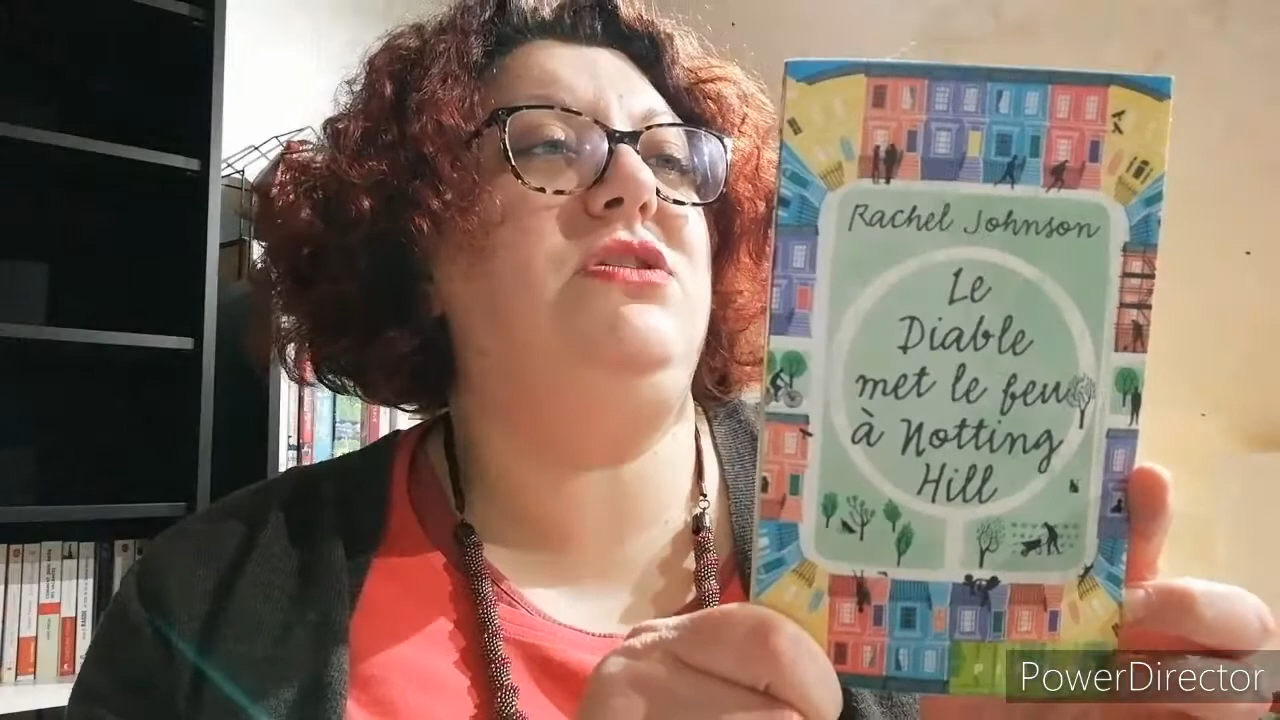 Rachel Johnson
Le
Diable
met le feu
à Notting
Hill
PowerDirector